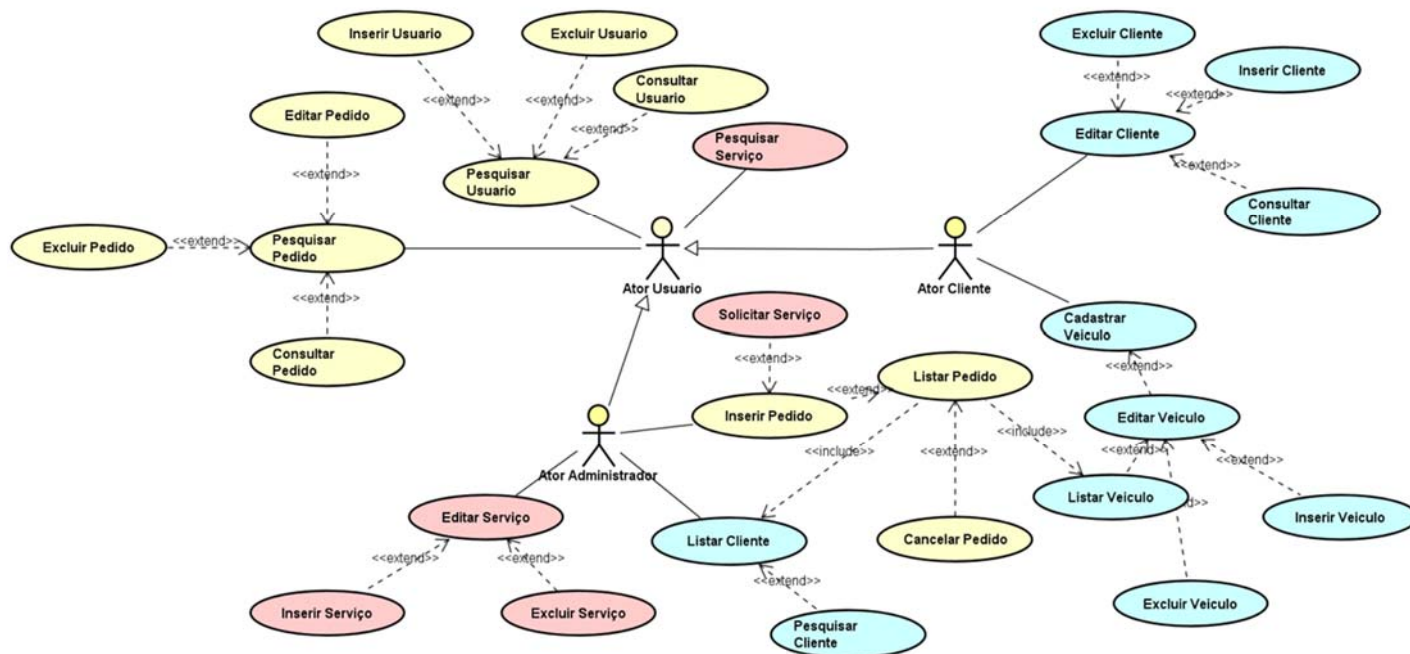 Inserir Usuario
Excluir Usuario
Excluir Cliente
Consultar
Usuario
Inserir Cliente
<<extend>>
<<extend>>
<<extend>>
<<extend>>
Editar Pedido
<<extend>>
Editar Cliente
Pesquisar
Serviço
<<extend>>
Pesquisar
Usuario
<<extend>>
Consultar
Cliente
Excluir Pedido
<<extend>>
Pesquisar
Pedido
Ator Usuario
Ator Cliente
<<extend>>
Solicitar Serviço
Cadastrar
Veiculo
Consultar
Pedido
<<extend>>
Listar Pedido
<<extend>>
<<extend>>
Inserir Pedido
Editar Veiculo
<<include>>
<<include>>
<<extend>>
<<extend>>
<<extend>>
Ator Administrador
Listar Veiculo
nd>>
Editar Serviço
Listar Cliente
Cancelar Pedido
Inserir Veiculo
<<extend>>
<<extend>>
<<extend>>
Inserir Serviço
Excluir Serviço
Pesquisar
Cliente
Excluir Veiculo